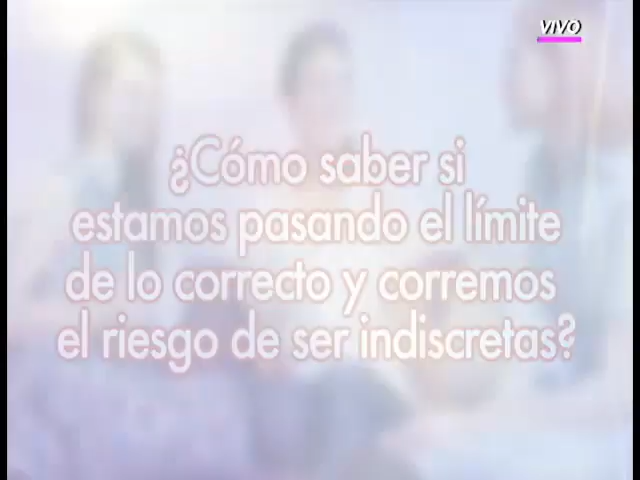 VIVO
¿Cómo saber si
estamos pasando el límite
de lo correcto y corremos
el riesgo de ser indiscretas?